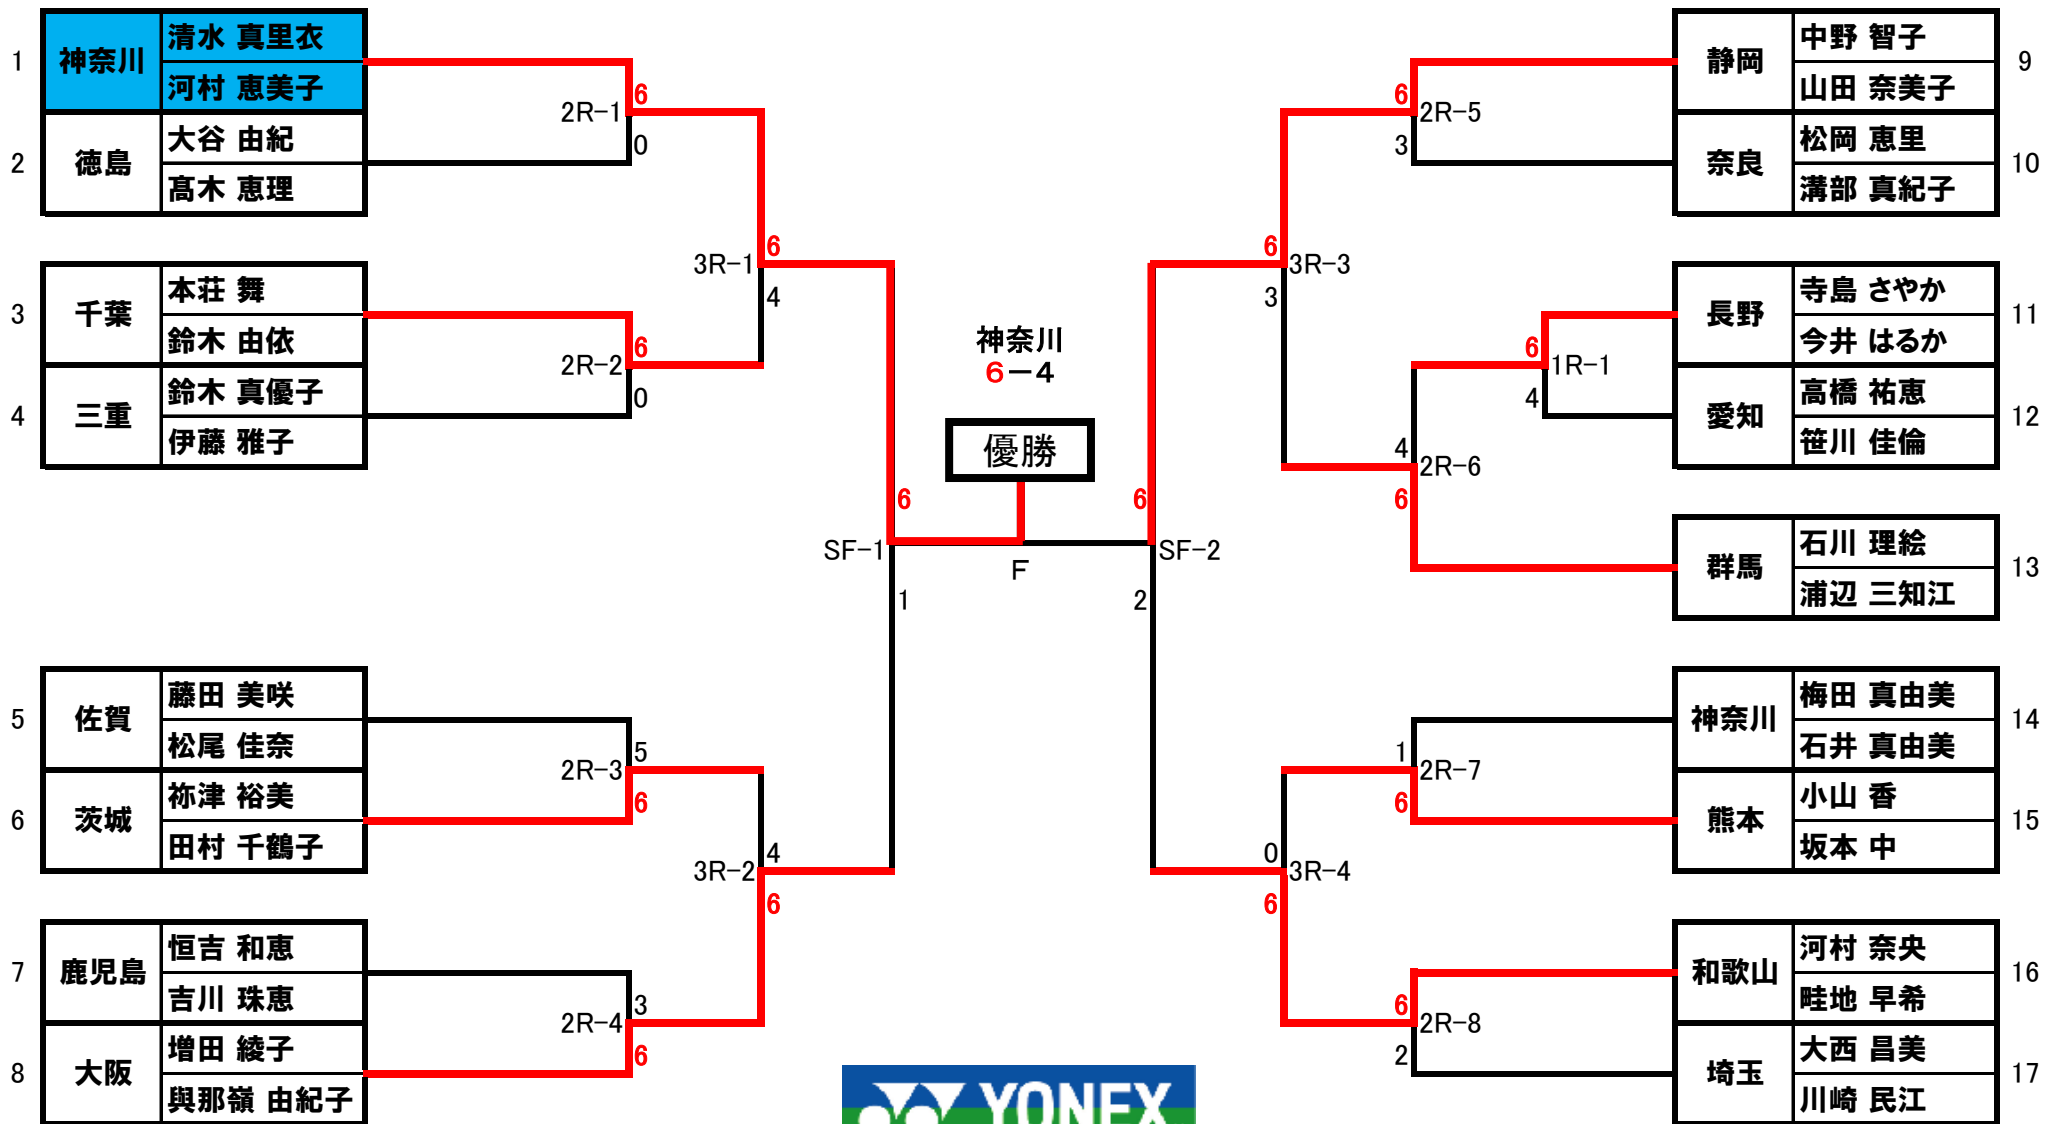 1 神奈川 清水 真里衣
河村 恵美子
2 徳島 大谷 由紀
髙木 恵理
2R-1 6
0
3 千葉 本荘 舞
鈴木 由依
4 三重 鈴木 真優子
伊藤 雅子
2R-2 6
0
3R-1 6
4
5 佐賀 藤田 美咲
松尾 佳奈
6 茨城 祢津 裕美
田村 千鶴子
2R-3 5
6
7 鹿児島 恒吉 和恵
吉川 珠恵
8 大阪 増田 綾子
與那嶺 由紀子
2R-4 3
6
3R-2 4
6
SF-1 6
1
神奈川
6-4
優勝
F
9 静岡 中野 智子
山田 奈美子
10 奈良 松岡 恵里
溝部 真紀子
6 2R-5
3
11 長野 寺島 さやか
今井 はるか
12 愛知 高橋 祐恵
笹川 佳倫
6 1R-1
4
13 群馬 石川 理絵
浦辺 三知江
4 2R-6
6
6 3R-3
3
14 神奈川 梅田 真由美
石井 真由美
15 熊本 小山 香
坂本 中
1 2R-7
6
16 和歌山 河村 奈央
畦地 早希
17 埼玉 大西 昌美
川崎 民江
6 2R-8
2
0 3R-4
6
6 SF-2
2
YONEX